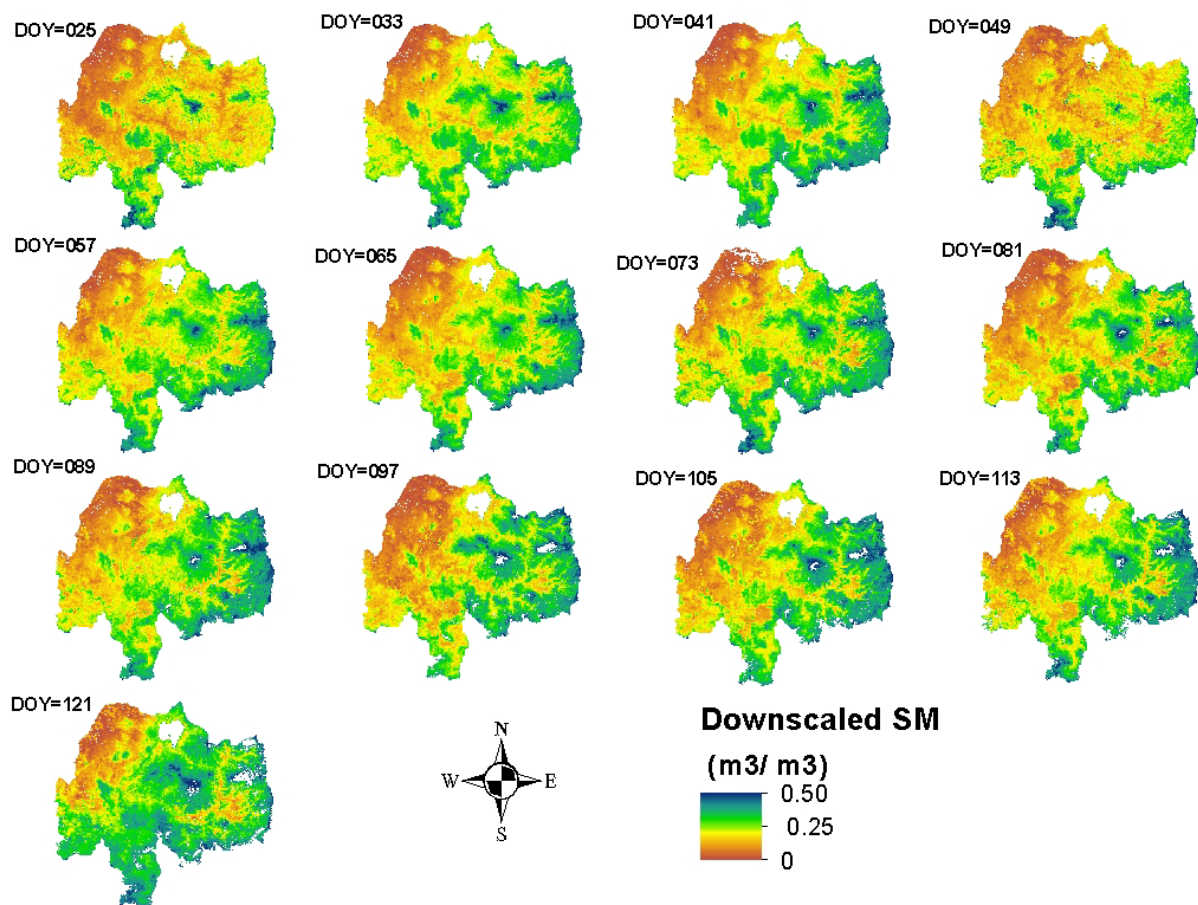 DOY=025
DOY=033
DOY=041
DOY=049
DOY=057
DOY=065
DOY=073
DOY=081
DOY=089
DOY=097
DOY=105
DOY=113
DOY=121
N
W E
S
Downscaled SM
(m3/ m3)
0.50
0.25
0